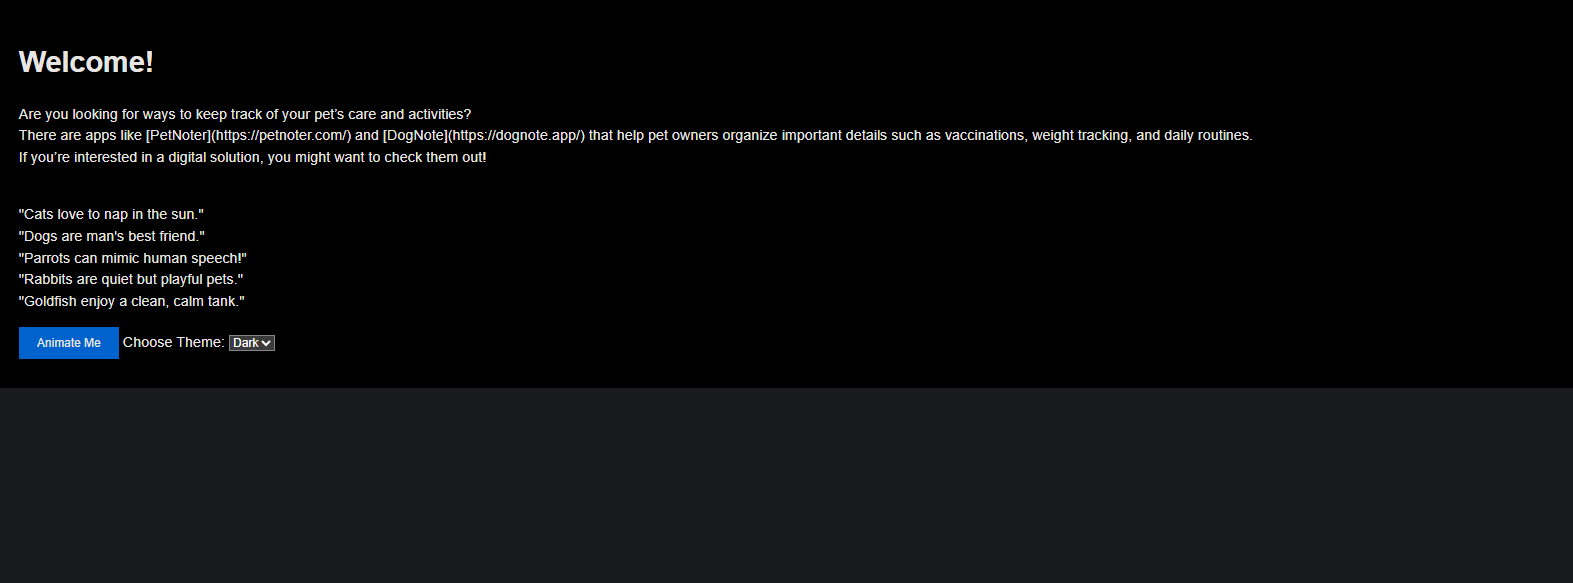 Welcome!
Are you looking for ways to keep track of your pet’s care and activities?
There are apps like [PetNoter](https://petnoter.com/) and [DogNote](https://dognote.app/) that help pet owners organize important details such as vaccinations, weight tracking, and daily routines.
If you’re interested in a digital solution, you might want to check them out!
"Cats love to nap in the sun."
"Dogs are man's best friend."
"Parrots can mimic human speech!"
"Rabbits are quiet but playful pets."
"Goldfish enjoy a clean, calm tank."
Animate Me Choose Theme: Dark